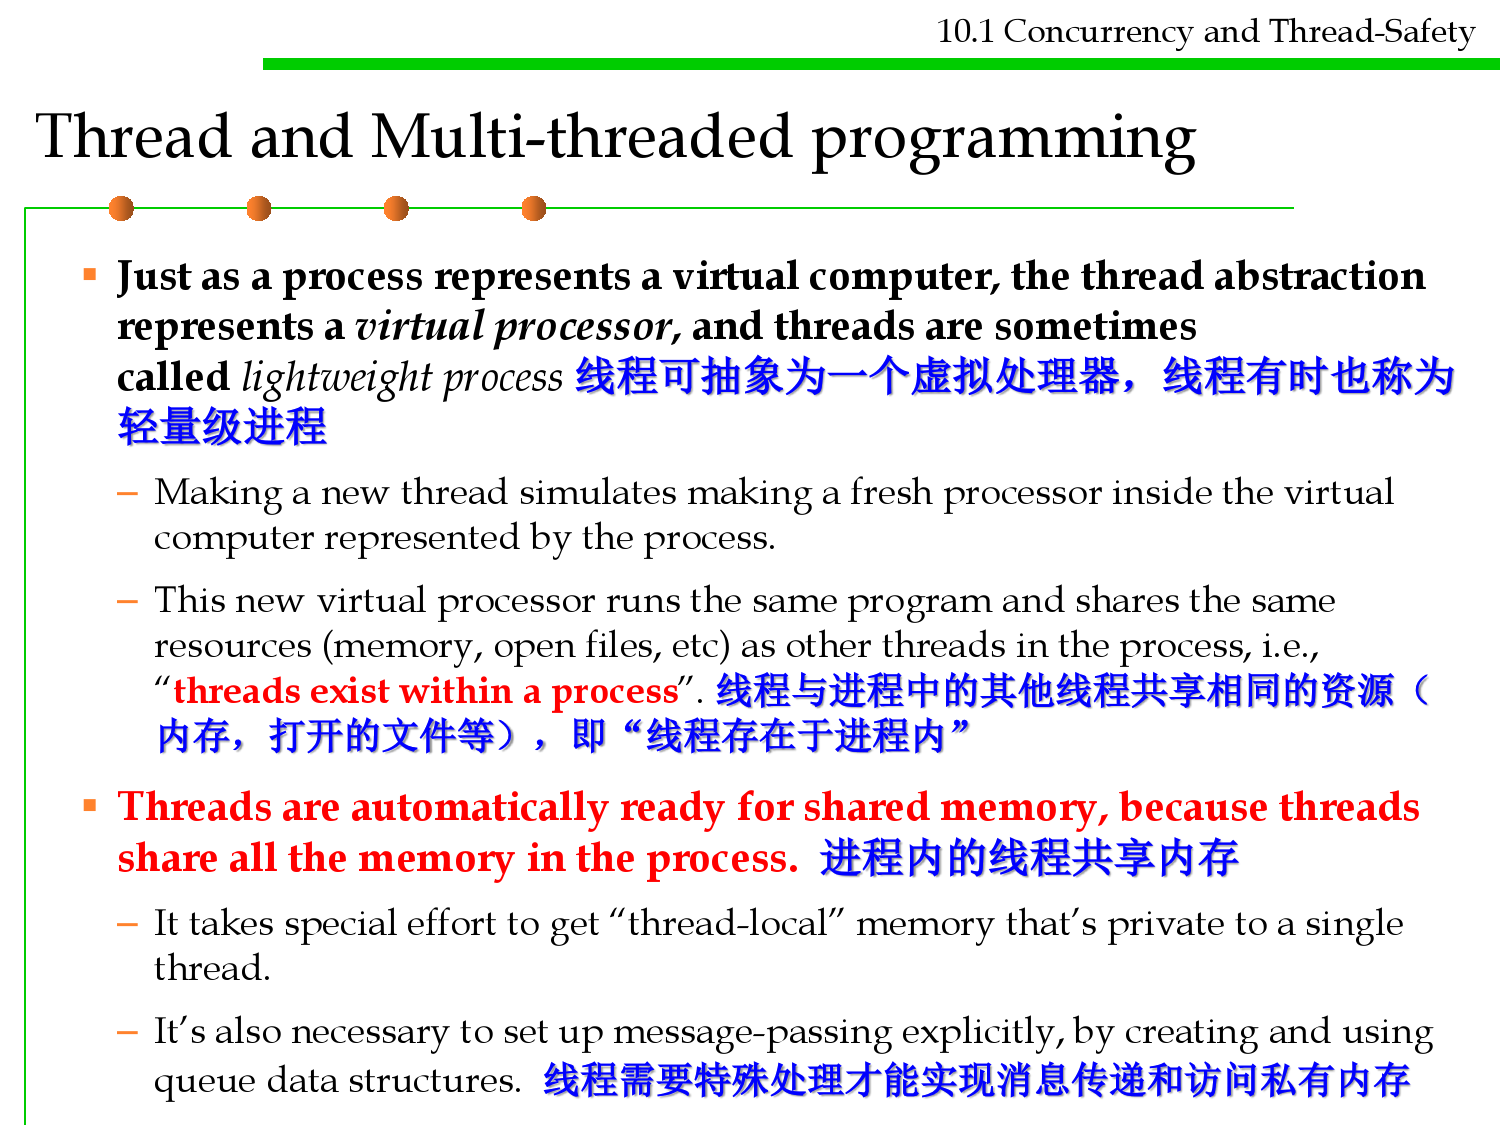 10.1 Concurrency and Thread-Safety
Thread and Multi-threaded programming
▪ Just as a process represents a virtual computer, the thread abstraction
represents a virtual processor, and threads are sometimes
called lightweight process 线程可抽象为一个虚拟处理器，线程有时也称为
轻量级进程
– Making a new thread simulates making a fresh processor inside the virtual
computer represented by the process.
– This new virtual processor runs the same program and shares the same
resources (memory, open files, etc) as other threads in the process, i.e.,
“threads exist within a process”. 线程与进程中的其他线程共享相同的资源（
内存，打开的文件等），即“线程存在于进程内”
▪ Threads are automatically ready for shared memory, because threads
share all the memory in the process. 进程内的线程共享内存
– It takes special effort to get “thread-local” memory that’s private to a single
thread.
– It’s also necessary to set up message-passing explicitly, by creating and using
queue data structures. 线程需要特殊处理才能实现消息传递和访问私有内存